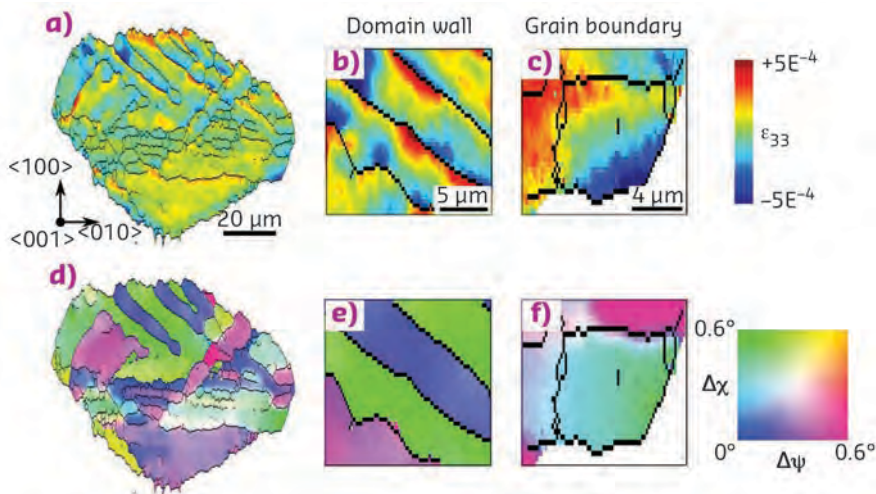 Domain wall
Grain boundary
a)
b)
c)
+5E⁻⁴
ε₃₃
−5E⁻⁴
<100>
<001>
<010>
20 µm
5 µm
4 µm
d)
e)
f)
0.6°
Δχ
0°
Δψ
0.6°